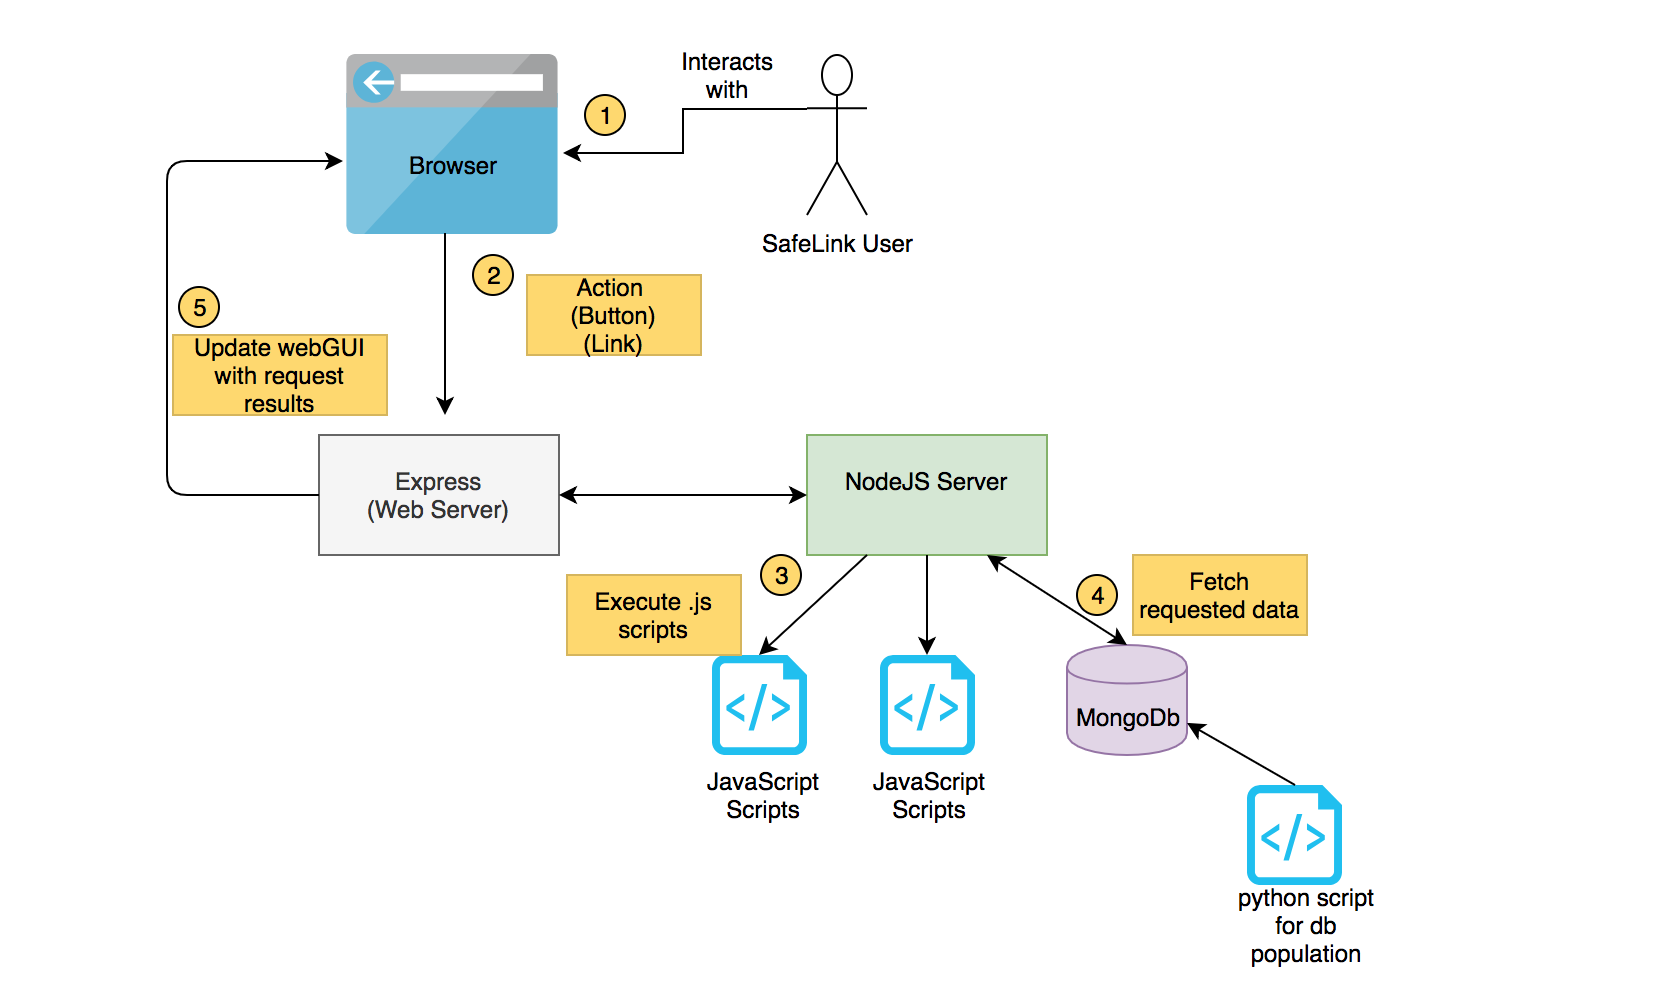 Interacts
with
1
Browser
SafeLink User
2
Action
(Button)
(Link)
5
Update webGUI
with request
results
Express
(Web Server)
NodeJS Server
3
Execute .js
scripts
4
Fetch
requested data
MongoDb
JavaScript
Scripts
JavaScript
Scripts
python script
for db
population